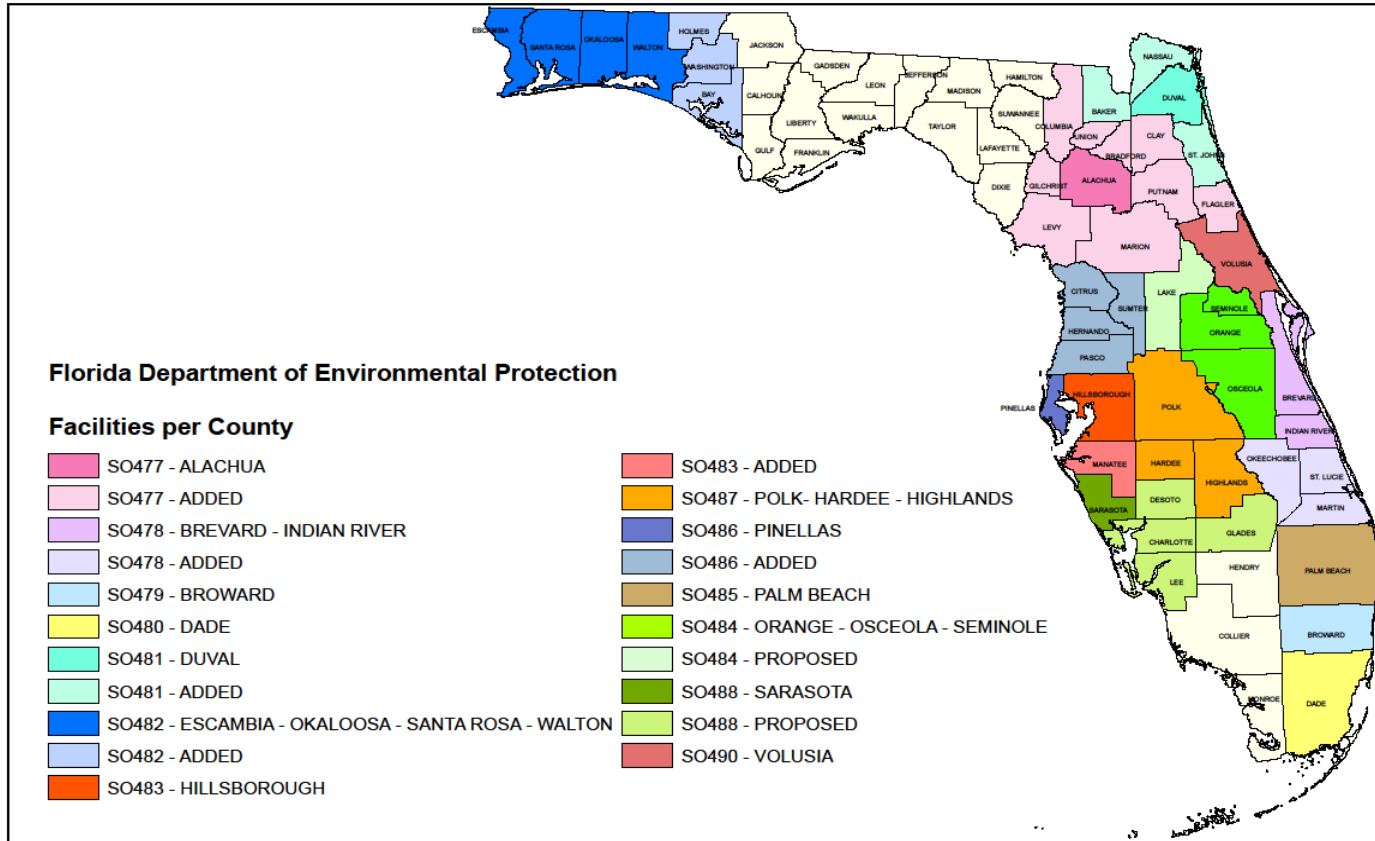 ESCAMBIA
SANTA ROSA
OKALOOSA
WALTON
HOLMES
WASHINGTON
BAY
JACKSON
CALHOUN
GULF
GADSDEN
LIBERTY
FRANKLIN
LEON
WAKULLA
JEFFERSON
MADISON
TAYLOR
HAMILTON
SUWANNEE
LAFAYETTE
DIXIE
COLUMBIA
BAKER
NASSAU
DUVAL
UNION
BRADFORD
CLAY
ST. JOHNS
GILCHRIST
ALACHUA
PUTNAM
FLAGLER
LEVY
MARION
VOLUSIA
CITRUS
SUMTER
LAKE
SEMINOLE
ORANGE
HERNANDO
PASCO
OSCEOLA
BREVARD
PINELLAS
HILLSBOROUGH
POLK
INDIAN RIVER
MANATEE
HARDEE
HIGHLANDS
OKEECHOBEE
ST. LUCIE
SARASOTA
DESOTO
MARTIN
CHARLOTTE
GLADES
LEE
HENDRY
PALM BEACH
COLLIER
BROWARD
MONROE
DADE
Florida Department of Environmental Protection
Facilities per County
SO477 - ALACHUA
SO477 - ADDED
SO478 - BREVARD - INDIAN RIVER
SO478 - ADDED
SO479 - BROWARD
SO480 - DADE
SO481 - DUVAL
SO481 - ADDED
SO482 - ESCAMBIA - OKALOOSA - SANTA ROSA - WALTON
SO482 - ADDED
SO483 - HILLSBOROUGH
SO483 - ADDED
SO487 - POLK- HARDEE - HIGHLANDS
SO486 - PINELLAS
SO486 - ADDED
SO485 - PALM BEACH
SO484 - ORANGE - OSCEOLA - SEMINOLE
SO484 - PROPOSED
SO488 - SARASOTA
SO488 - PROPOSED
SO490 - VOLUSIA